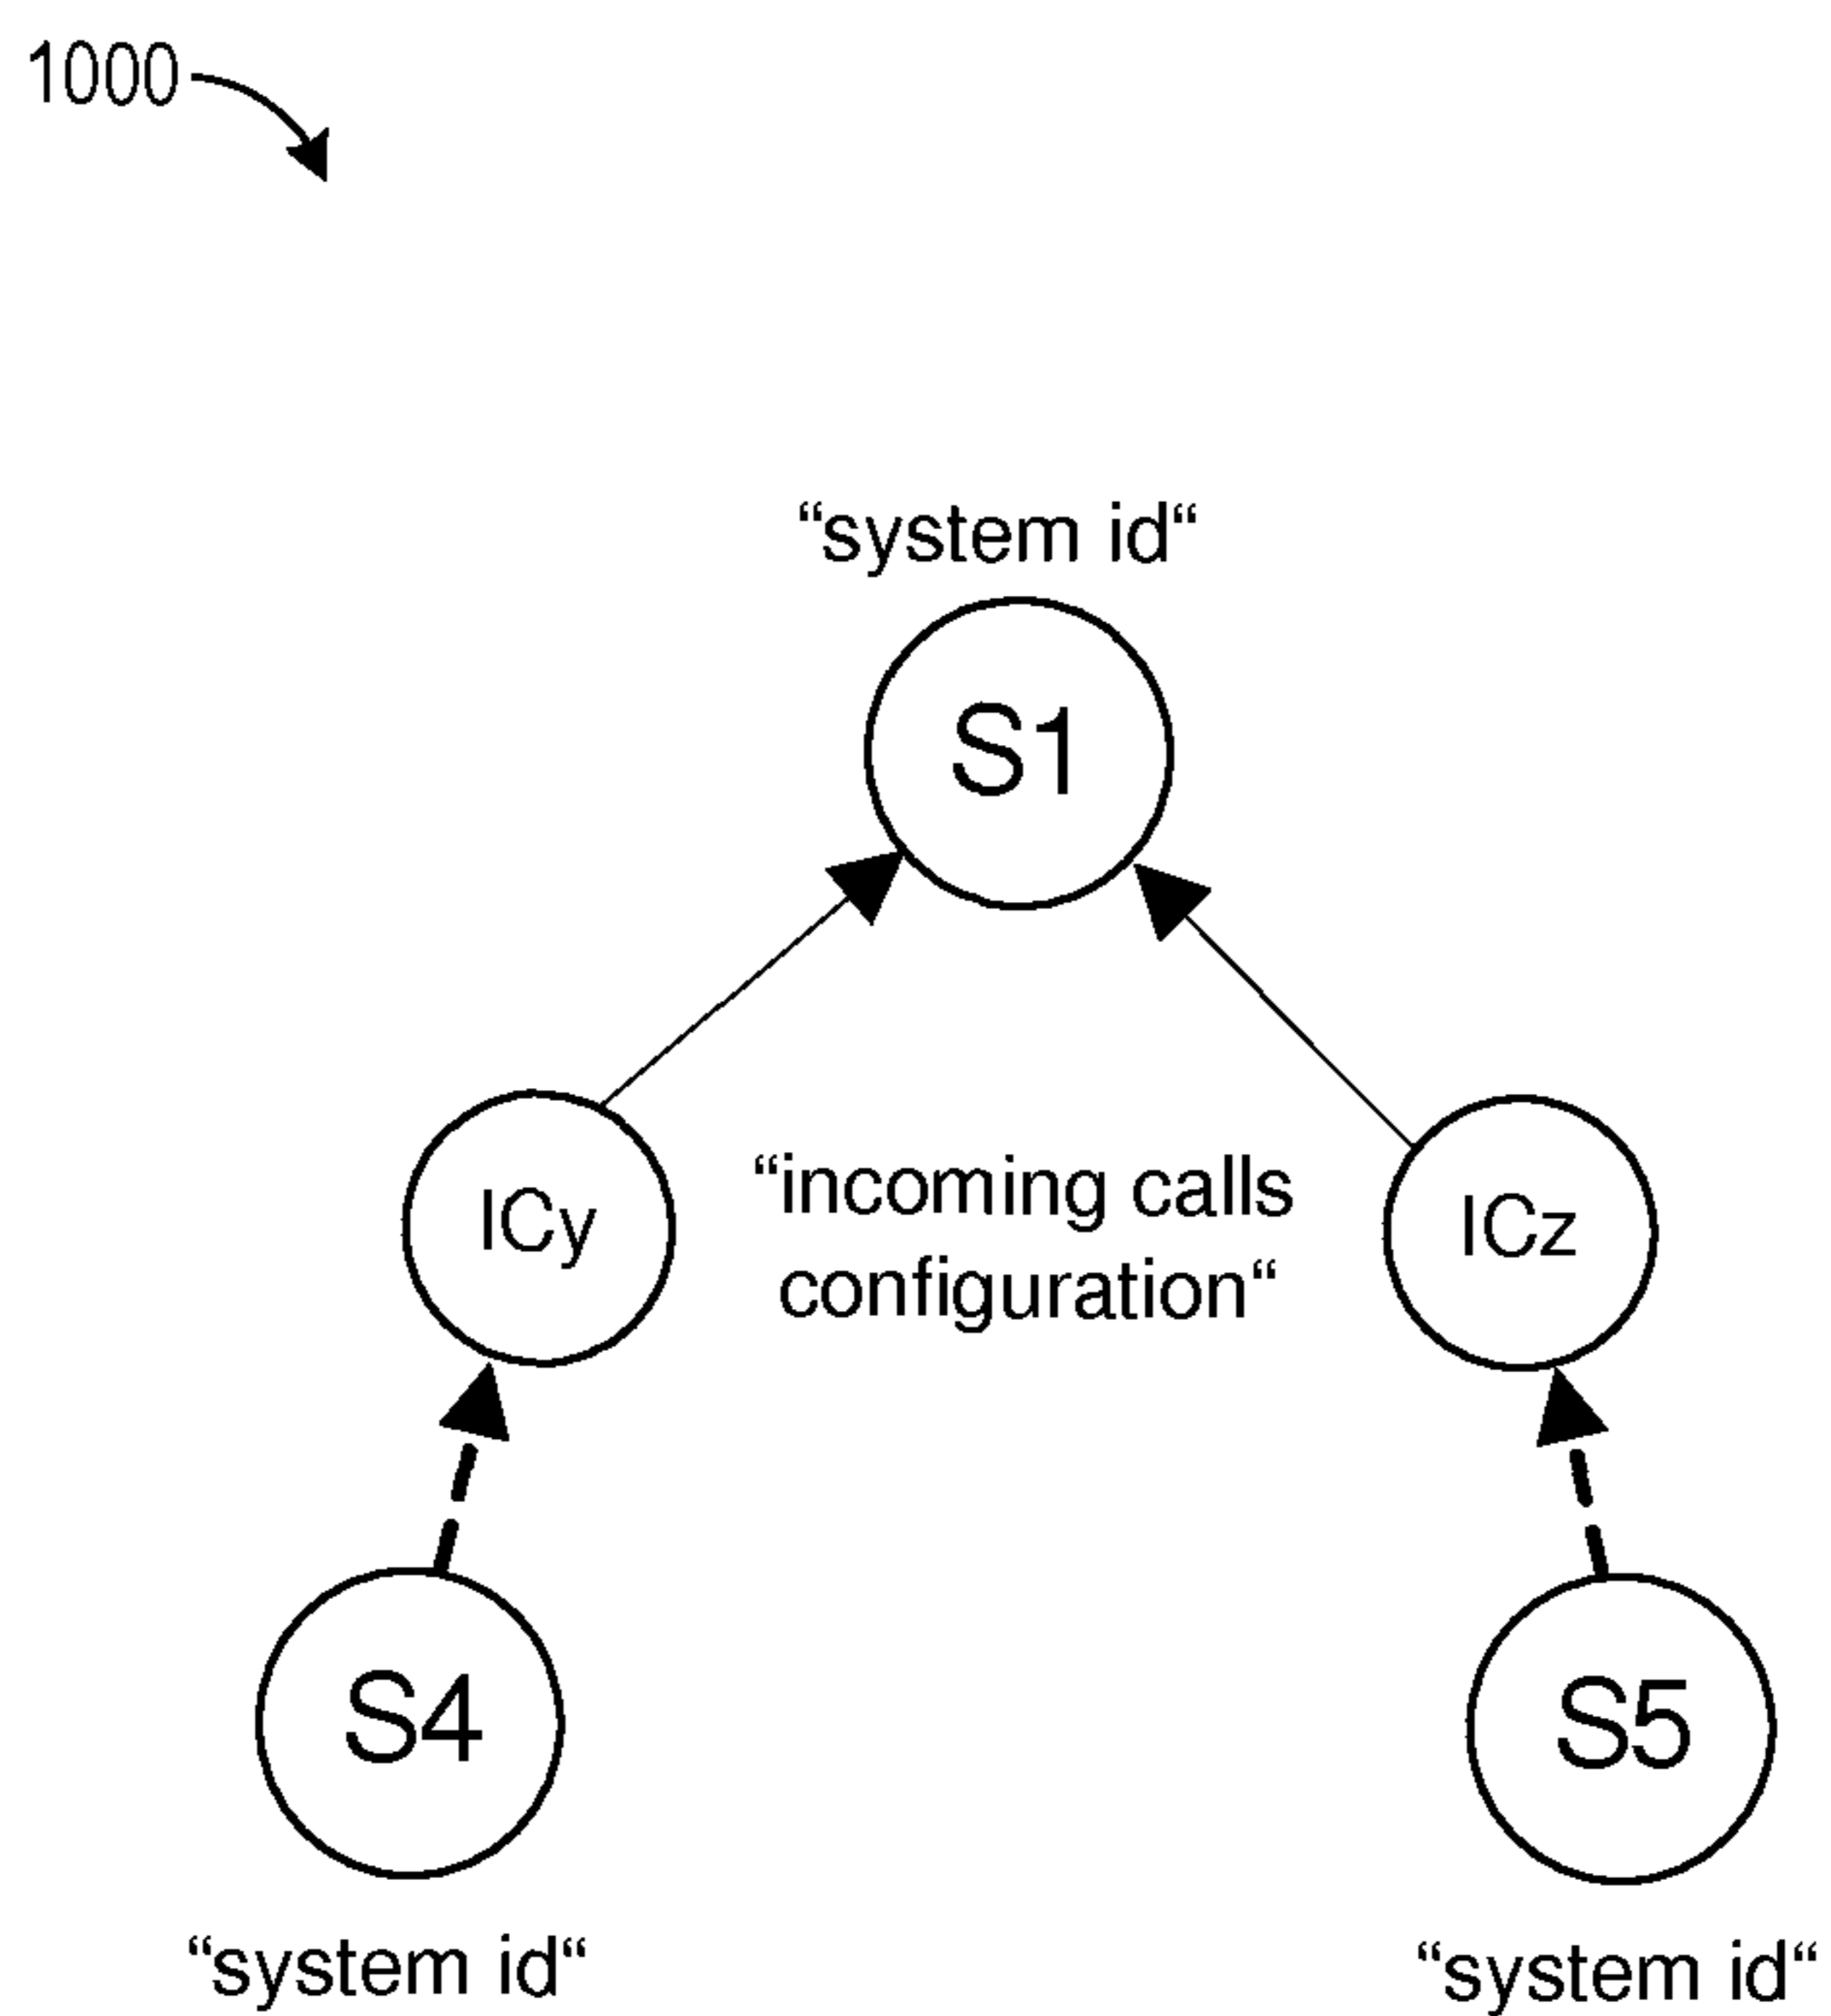 1000
“system id“
S1
ICy
“incoming calls
configuration“
ICz
S4
S5
“system id“
“system id“